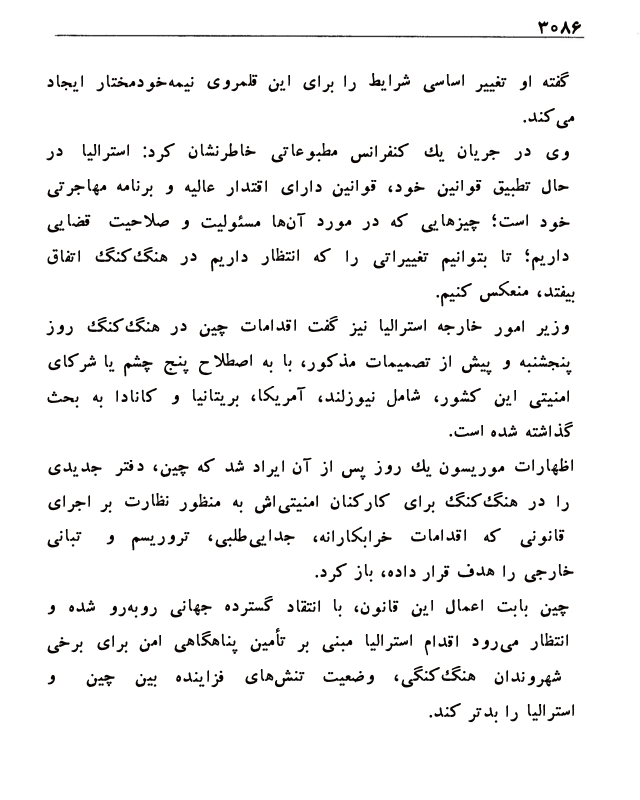 ۳۰۸۶
گفته او تغییر اساسی شرایط را برای این قلمروی نیمه‌خودمختار ایجاد
می‌کند.
وی در جریان یك کنفرانس مطبوعاتی خاطرنشان کرد: استرالیا در
حال تطبیق قوانین خود، قوانین دارای اقتدار عالیه و برنامه مهاجرتی
خود است؛ چیزهایی که در مورد آن‌ها مسئولیت و صلاحیت قضایی
داریم؛ تا بتوانیم تغییراتی را که انتظار داریم در هنگ‌کنگ اتفاق
بیفتد، منعکس کنیم.
وزیر امور خارجه استرالیا نیز گفت اقدامات چین در هنگ‌کنگ روز
پنجشنبه و پیش از تصمیمات مذکور، با به اصطلاح پنج چشم یا شرکای
امنیتی این کشور، شامل نیوزلند، آمریکا، بریتانیا و کانادا به بحث
گذاشته شده است.
اظهارات موریسون یك روز پس از آن ایراد شد که چین، دفتر جدیدی
را در هنگ‌کنگ برای کارکنان امنیتی‌اش به منظور نظارت بر اجرای
قانونی که اقدامات خرابکارانه، جدایی‌طلبی، تروریسم و تبانی
خارجی را هدف قرار داده، باز کرد.
چین بابت اعمال این قانون، با انتقاد گسترده جهانی روبه‌رو شده و
انتظار می‌رود اقدام استرالیا مبنی بر تأمین پناهگاهی امن برای برخی
شهروندان هنگ‌کنگی، وضعیت تنش‌های فزاینده بین چین و
استرالیا را بدتر کند.